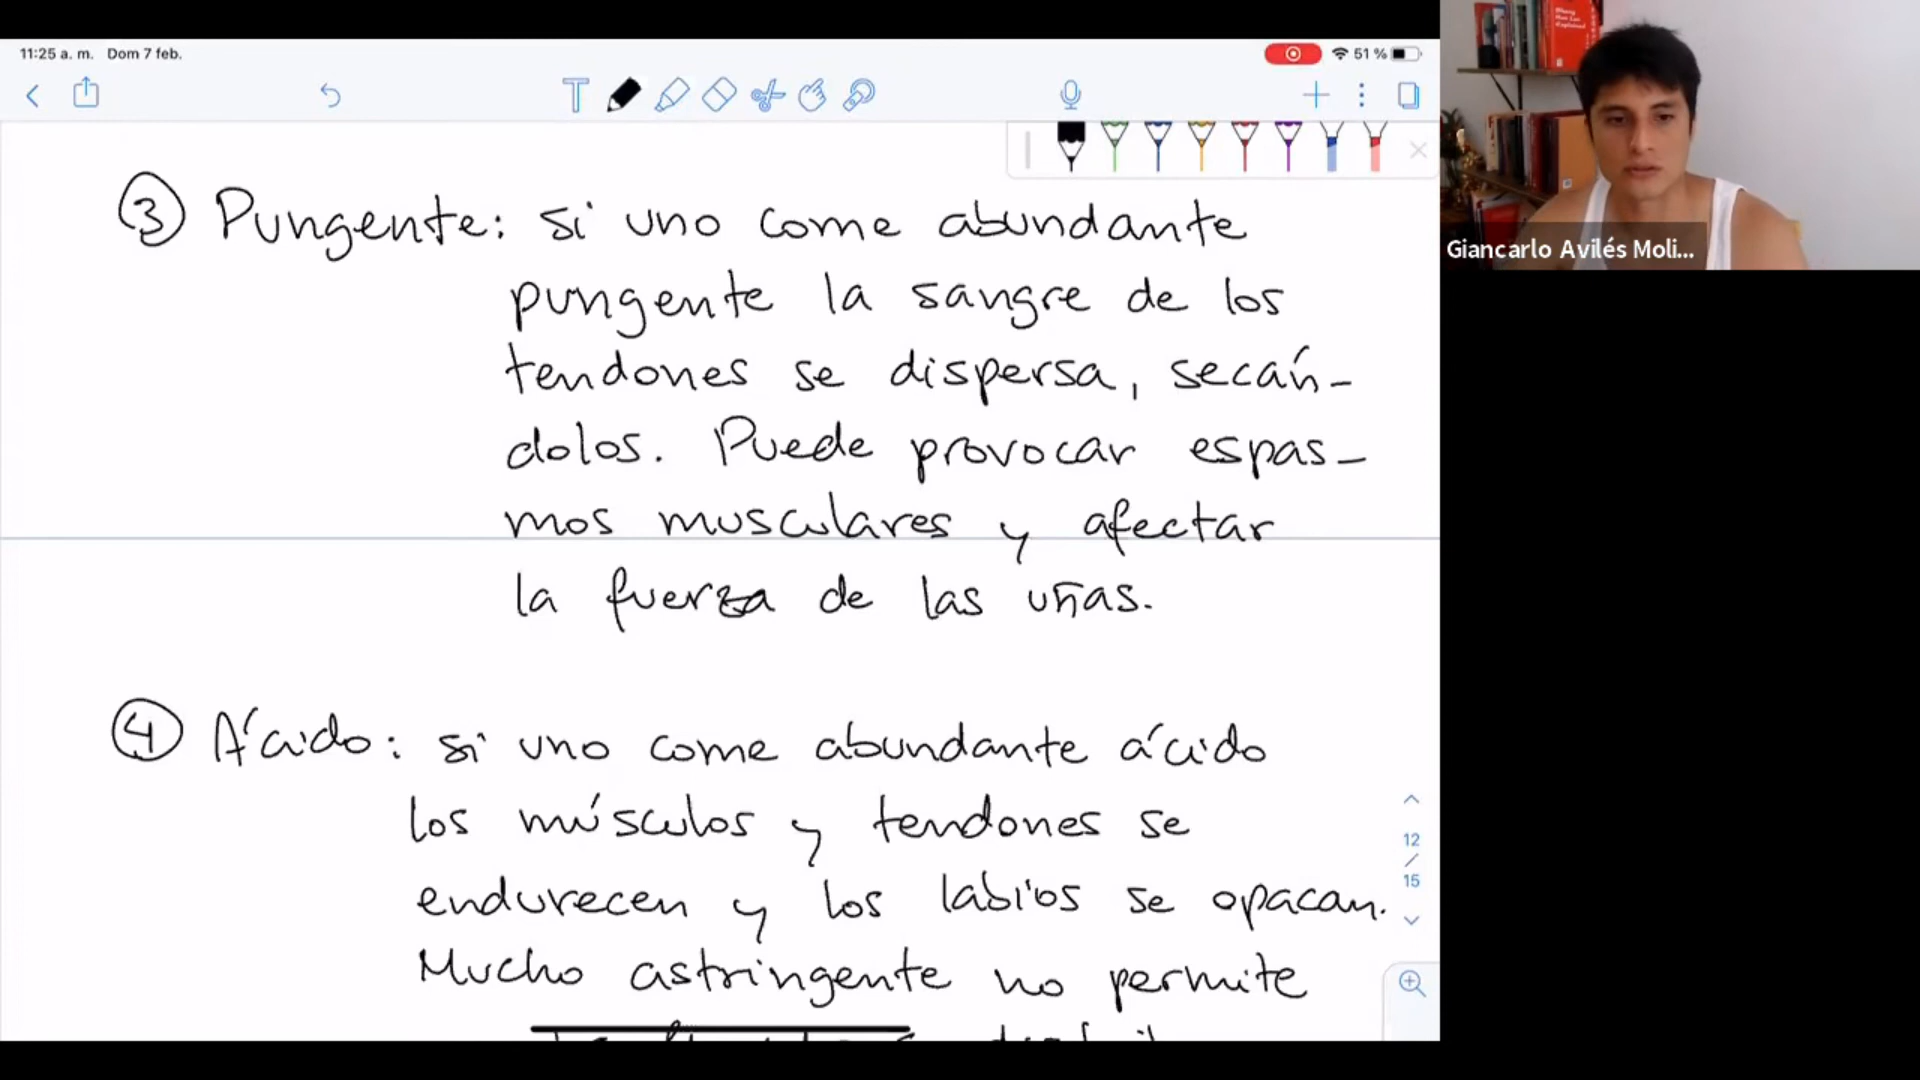 11:25 a. m. Dom 7 feb.
51 %
③ Pungente: si uno come abundante
pungente la sangre de los
tendones se dispersa, secán-
dolos. Puede provocar espas-
mos musculares y afectar
la fuerza de las uñas.
④ Ácido: si uno come abundante ácido
los músculos y tendones se
endurecen y los labios se opacan.
Mucho astringente no permite
12
/
15
Giancarlo Avilés Moli...